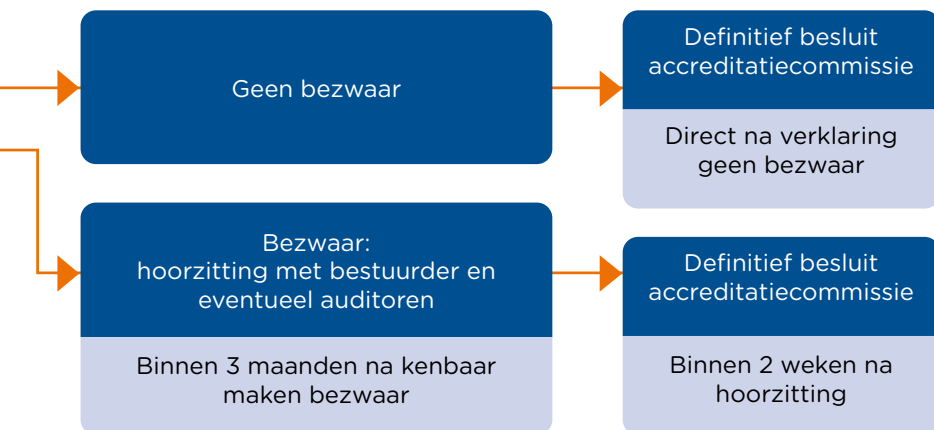 Geen bezwaar
Definitief besluit
accreditatiecommissie
Direct na verklaring
geen bezwaar
Bezwaar:
hoorzitting met bestuurder en
eventueel auditoren
Binnen 3 maanden na kenbaar
maken bezwaar
Definitief besluit
accreditatiecommissie
Binnen 2 weken na
hoorzitting